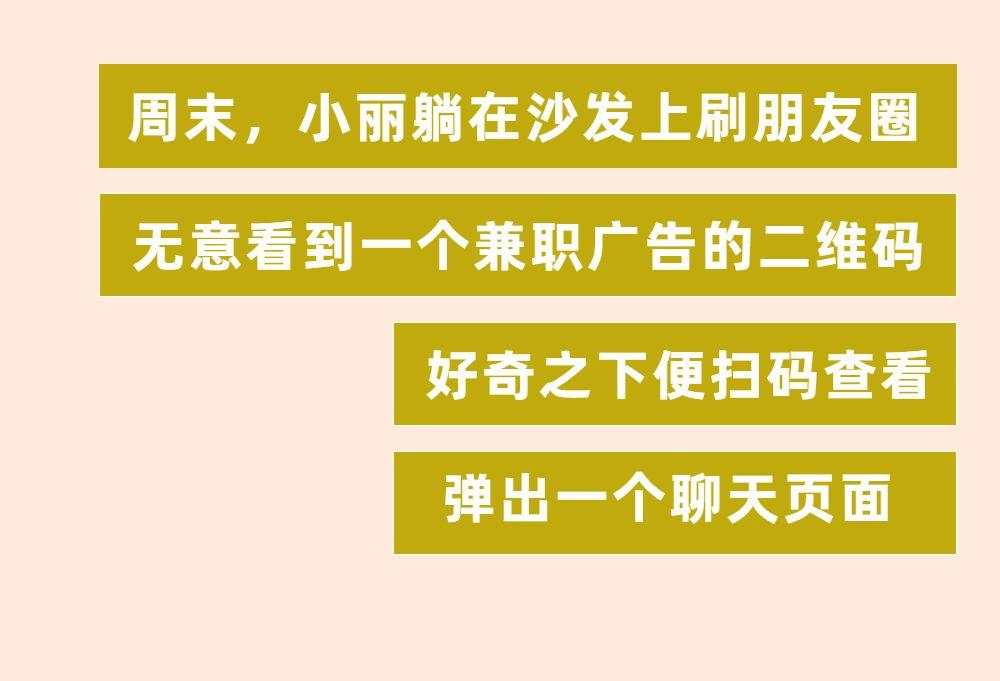 周末，小丽躺在沙发上刷朋友圈
无意看到一个兼职广告的二维码
好奇之下便扫码查看
弹出一个聊天页面